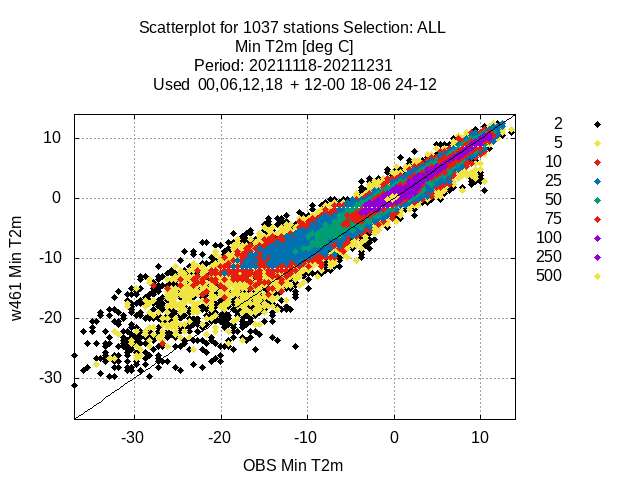 Scatterplot for 1037 stations Selection: ALL
Min T2m [deg C]
Period: 20211118-20211231
Used 00,06,12,18 + 12-00 18-06 24-12
10
0
-10
-20
-30
w461 Min T2m
-30 -20 -10 0 10
OBS Min T2m
2
5
10
25
50
75
100
250
500